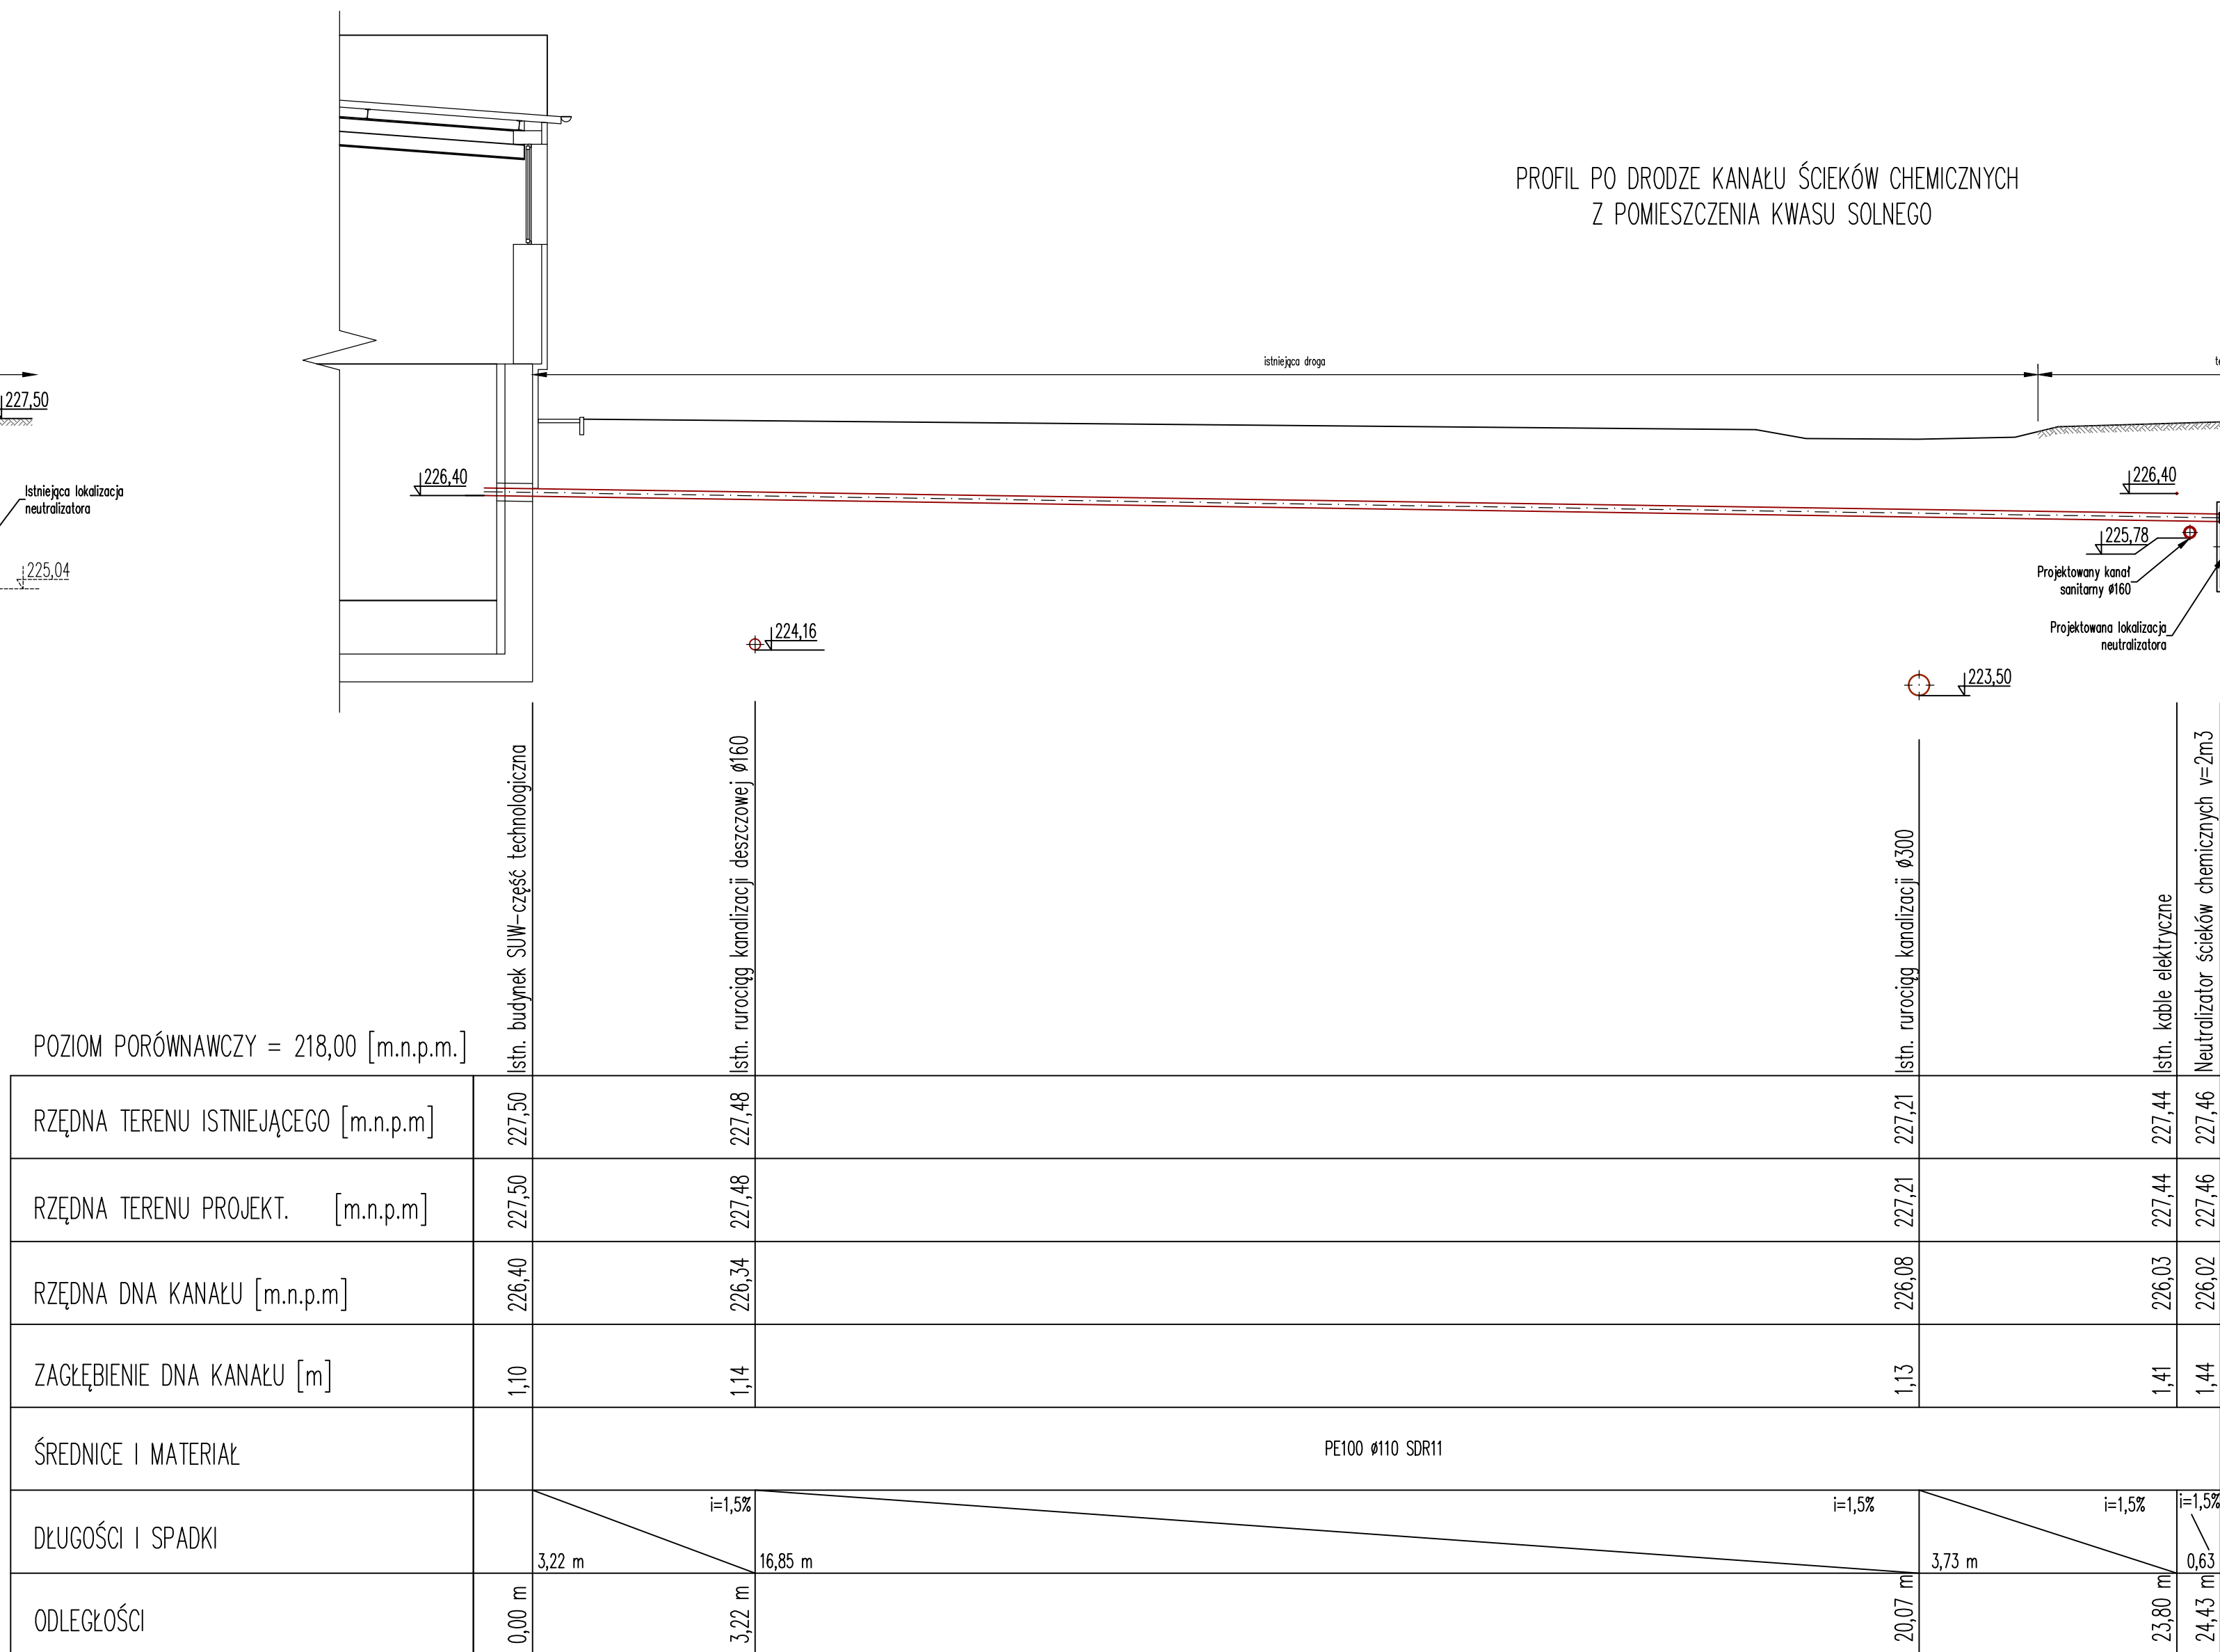 PROFIL PO DRODZE KANAŁU ŚCIEKÓW CHEMICZNYCH
Z POMIESZCZENIA KWASU SOLNEGO
istniejąca droga
227,50
226,40
226,40
Istniejąca lokalizacja
neutralizatora
225,78
225,04
Projektowany kanał
sanitarny ø160
224,16
Projektowana lokalizacja
neutralizatora
223,50
Istn. budynek SUW-część technologiczna
Istn. rurociąg kanalizacji deszczowej ø160
Istn. rurociąg kanalizacji ø300
Istn. kable elektryczne
Neutralizator ścieków chemicznych v=2m3
POZIOM PORÓWNAWCZY = 218,00 [m.n.p.m.]
RZĘDNA TERENU ISTNIEJĄCEGO [m.n.p.m] 227,50 227,48 227,21 227,44 227,46
RZĘDNA TERENU PROJEKT. [m.n.p.m] 227,50 227,48 227,21 227,44 227,46
RZĘDNA DNA KANAŁU [m.n.p.m] 226,40 226,34 226,08 226,03 226,02
ZAGŁĘBIENIE DNA KANAŁU [m] 1,10 1,14 1,13 1,41 1,44
ŚREDNICE I MATERIAŁ PE100 ø110 SDR11
i=1,5% i=1,5% i=1,5% i=1,5%
DŁUGOŚCI I SPADKI
3,22 m 16,85 m 3,73 m 0,63
ODLEGŁOŚCI 0,00 m 3,22 m 20,07 m 23,80 m 24,43 m